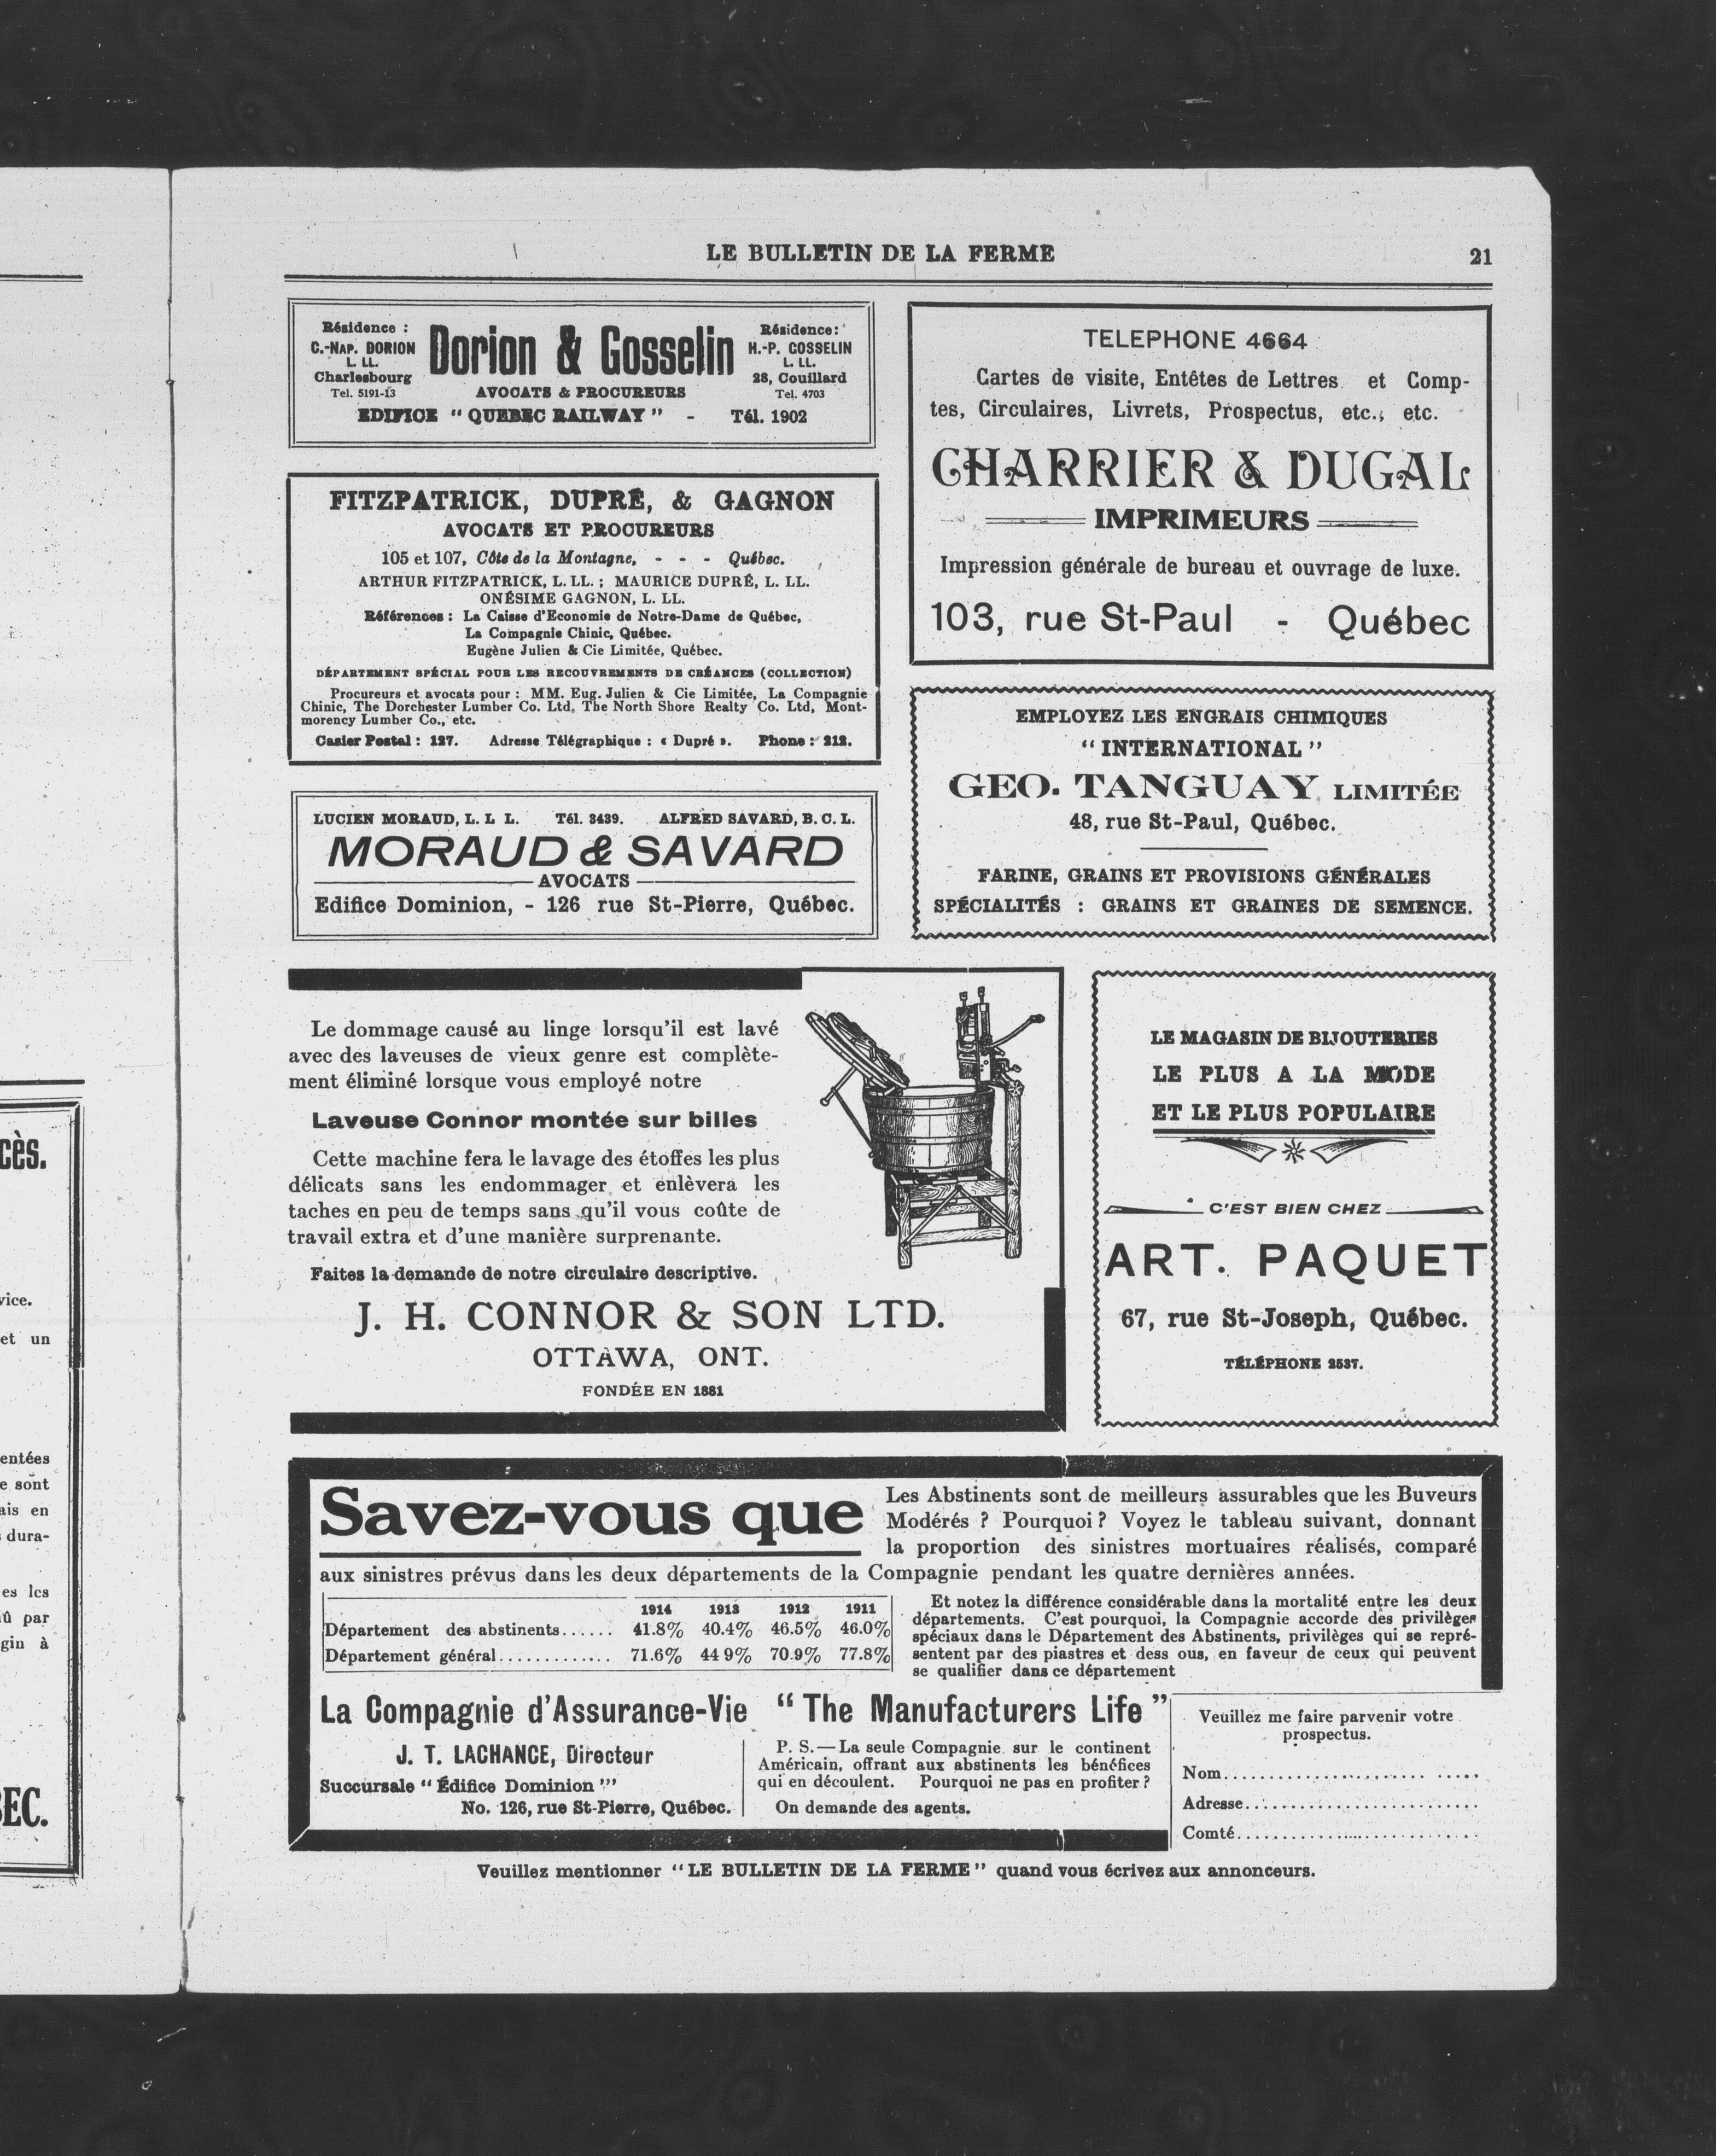 LE BULLETIN DE LA FERME 21
Résidence :
C.-NAP. DORION
L. LL.
Charlesbourg
Tel. 5191-13
Dorion & Gosselin
AVOCATS & PROCUREURS
Résidence:
H.-P. GOSSELIN
L. LL.
28, Couillard
Tel. 4703
EDIFICE “ QUEBEC RAILWAY ” - Tél. 1902
FITZPATRICK, DUPRÉ, & GAGNON
AVOCATS ET PROCUREURS
105 et 107, Côte de la Montagne, - - - Québec.
ARTHUR FITZPATRICK, L. LL. ; MAURICE DUPRÉ, L. LL.
ONÉSIME GAGNON, L. LL.
Références : La Caisse d'Economie de Notre-Dame de Québec,
La Compagnie Chinic, Québec.
Eugène Julien & Cie Limitée, Québec.
DÉPARTEMENT SPÉCIAL POUR LES RECOUVREMENTS DE CRÉANCES (COLLECTION)
Procureurs et avocats pour : MM. Eug. Julien & Cie Limitée, La Compagnie
Chinic, The Dorchester Lumber Co. Ltd, The North Shore Realty Co. Ltd, Mont-
morency Lumber Co., etc.
Casier Postal : 127. Adresse Télégraphique : « Dupré ». Phone : 212.
LUCIEN MORAUD, L. L L. Tél. 3439. ALFRED SAVARD, B. C. L.
MORAUD & SAVARD
AVOCATS
Edifice Dominion, - 126 rue St-Pierre, Québec.
TELEPHONE 4664
Cartes de visite, Entêtes de Lettres et Comp-
tes, Circulaires, Livrets, Prospectus, etc., etc.
CHARRIER & DUGAL
IMPRIMEURS
Impression générale de bureau et ouvrage de luxe.
103, rue St-Paul - Québec
EMPLOYEZ LES ENGRAIS CHIMIQUES
“ INTERNATIONAL ”
GEO. TANGUAY LIMITÉE
48, rue St-Paul, Québec.
FARINE, GRAINS ET PROVISIONS GÉNÉRALES
SPÉCIALITÉS : GRAINS ET GRAINES DE SEMENCE.
Le dommage causé au linge lorsqu'il est lavé
avec des laveuses de vieux genre est complète-
ment éliminé lorsque vous employé notre
Laveuse Connor montée sur billes
Cette machine fera le lavage des étoffes les plus
délicats sans les endommager et enlèvera les
taches en peu de temps sans qu'il vous coûte de
travail extra et d'une manière surprenante.
Faites la demande de notre circulaire descriptive.
J. H. CONNOR & SON LTD.
OTTAWA, ONT.
FONDÉE EN 1881
LE MAGASIN DE BIJOUTERIES
LE PLUS A LA MODE
ET LE PLUS POPULAIRE
C'EST BIEN CHEZ
ART. PAQUET
67, rue St-Joseph, Québec.
TÉLÉPHONE 2537.
Savez-vous que
Les Abstinents sont de meilleurs assurables que les Buveurs
Modérés ? Pourquoi ? Voyez le tableau suivant, donnant
la proportion des sinistres mortuaires réalisés, comparé
aux sinistres prévus dans les deux départements de la Compagnie pendant les quatre dernières années.
1914 1913 1912 1911
Département des abstinents...... 41.8% 40.4% 46.5% 46.0%
Département général............. 71.6% 44 9% 70.9% 77.8%
Et notez la différence considérable dans la mortalité entre les deux
départements. C'est pourquoi, la Compagnie accorde des privilèges
spéciaux dans le Département des Abstinents, privilèges qui se repré-
sentent par des piastres et dess ous, en faveur de ceux qui peuvent
se qualifier dans ce département
La Compagnie d'Assurance-Vie “ The Manufacturers Life ”
J. T. LACHANCE, Directeur
Succursale “ Édifice Dominion '”
No. 126, rue St-Pierre, Québec.
P. S.—La seule Compagnie sur le continent
Américain, offrant aux abstinents les bénéfices
qui en découlent. Pourquoi ne pas en profiter ?
On demande des agents.
Veuillez me faire parvenir votre
prospectus.
Nom..............................
Adresse..........................
Comté............................
Veuillez mentionner “LE BULLETIN DE LA FERME” quand vous écrivez aux annonceurs.
cès.
vice.
et un
entées
e sont
ais en
dura-
es les
û par
gin à
EC.